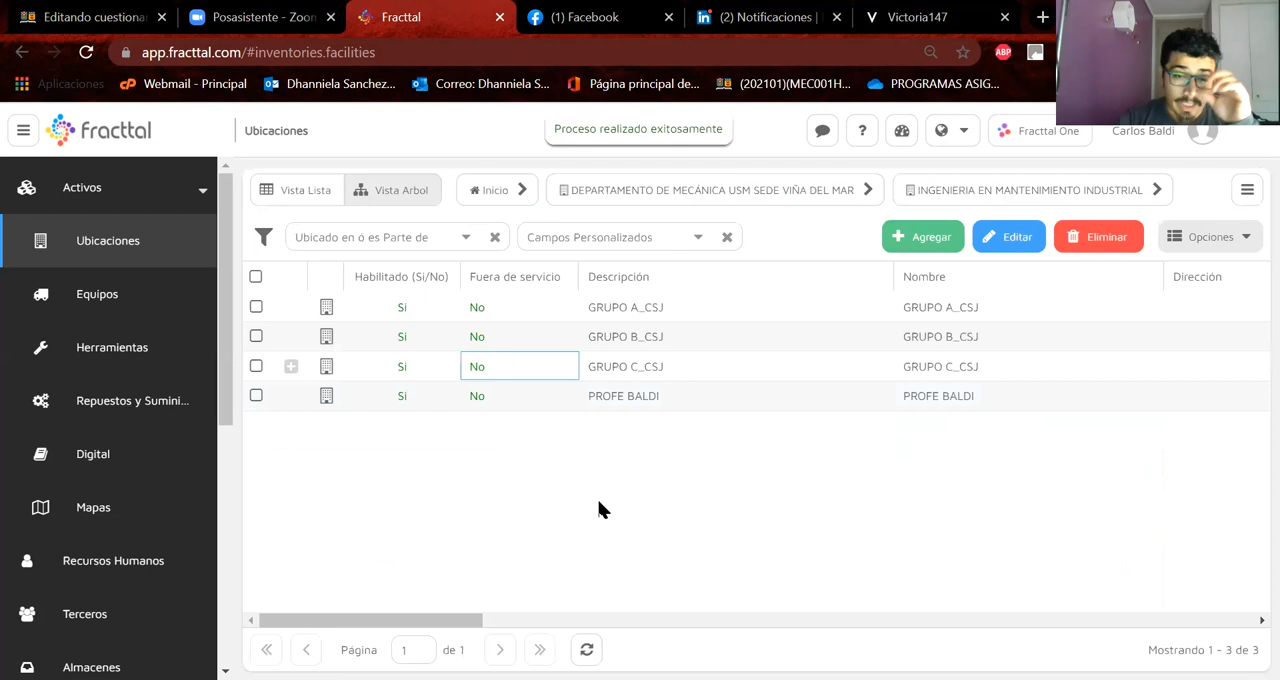 Editando cuestionar
Posasistente - Zoom
Fracttal
(1) Facebook
(2) Notificaciones |
Victoria147
app.fracttal.com/#inventories.facilities
ABP
Aplicaciones
Webmail - Principal
Dhanniela Sanchez...
Correo: Dhanniela S...
Página principal de...
(202101)(MEC001H...
PROGRAMAS ASIG...
fracttal
Ubicaciones
Proceso realizado exitosamente
?
Fracttal One
Carlos Baldi
Activos
Ubicaciones
Equipos
Herramientas
Repuestos y Sumini...
Digital
Mapas
Recursos Humanos
Terceros
Almacenes
Vista Lista
Vista Arbol
Inicio
DEPARTAMENTO DE MECÁNICA USM SEDE VIÑA DEL MAR
INGENIERIA EN MANTENIMIENTO INDUSTRIAL
Ubicado en ó es Parte de
Campos Personalizados
Agregar
Editar
Eliminar
Opciones
Habilitado (Si/No) Fuera de servicio Descripción Nombre Dirección
Si No GRUPO A_CSJ GRUPO A_CSJ
Si No GRUPO B_CSJ GRUPO B_CSJ
Si No GRUPO C_CSJ GRUPO C_CSJ
Si No PROFE BALDI PROFE BALDI
Página 1 de 1
Mostrando 1 - 3 de 3